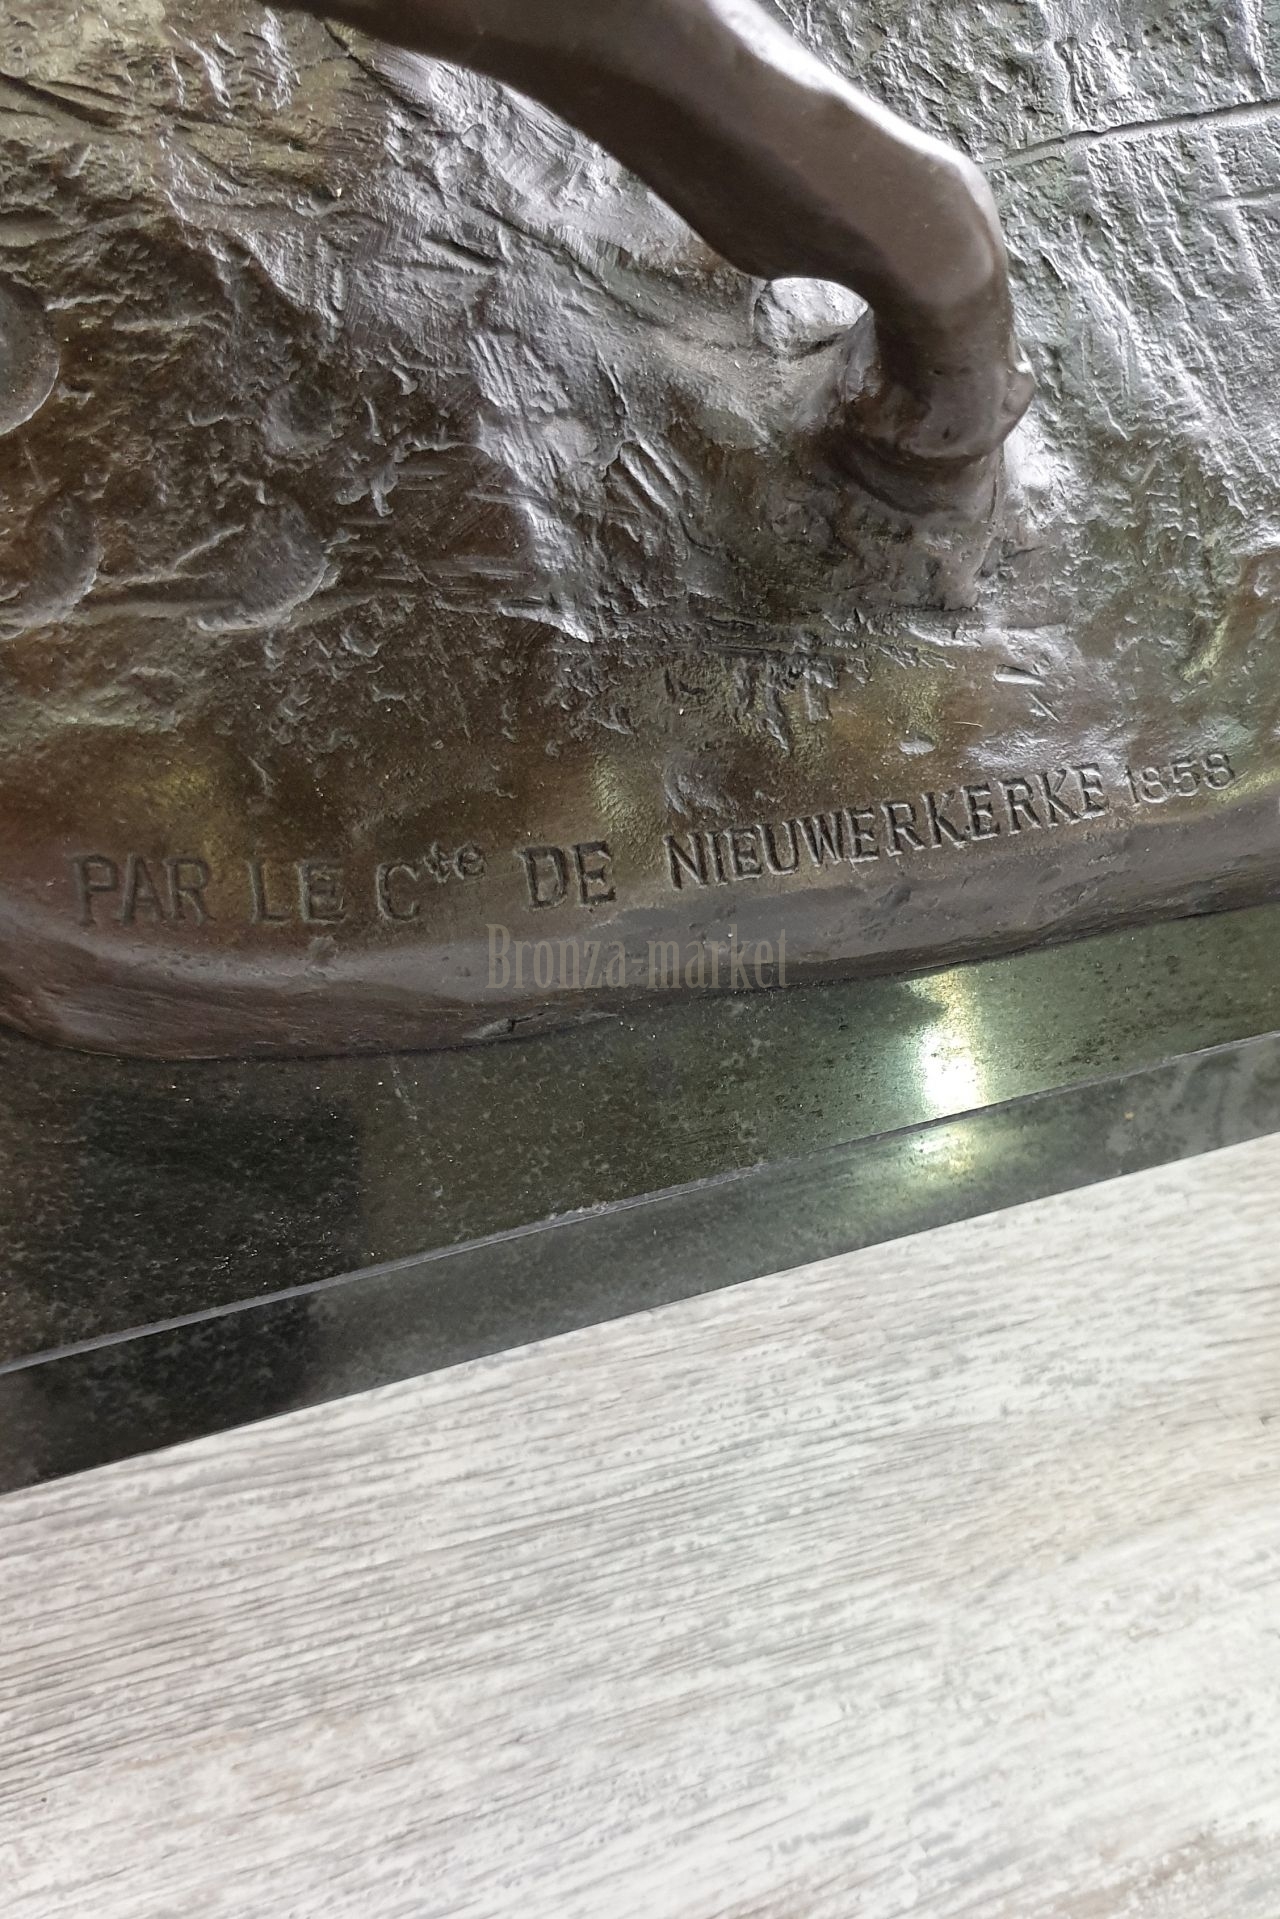 PAR LE Cte DE NIEUWERKERKE 1858
Bronza-market